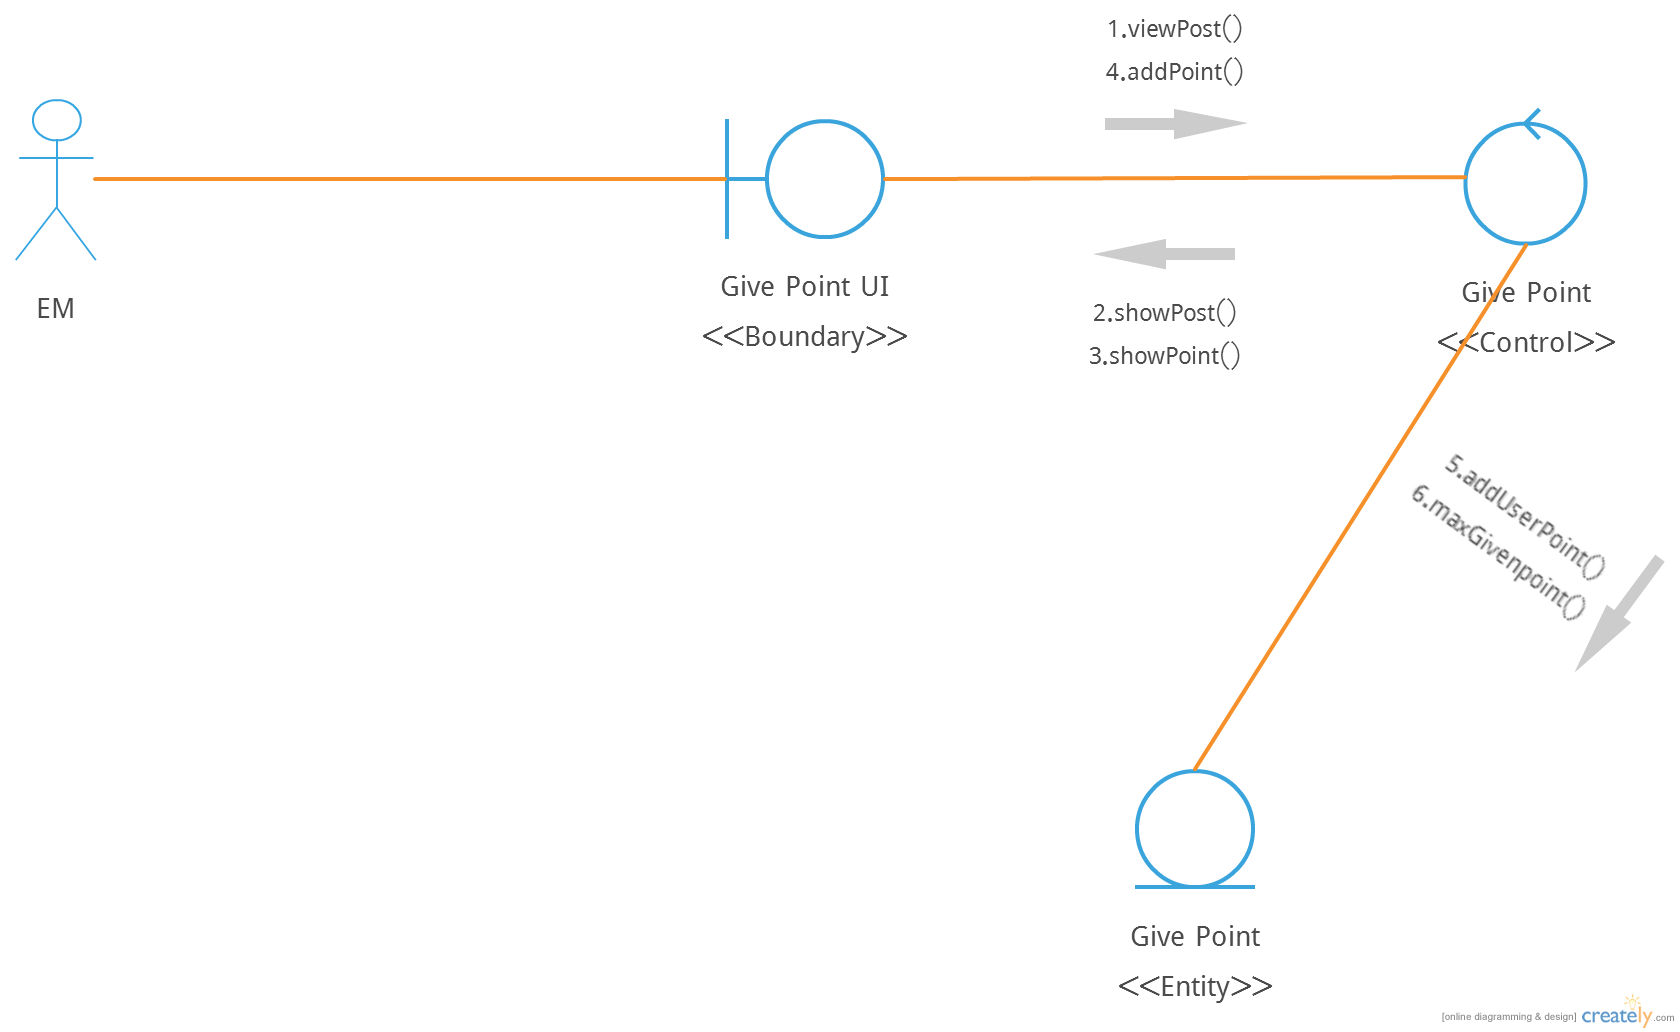 1.viewPost()
4.addPoint()
EM
Give Point UI
<<Boundary>>
2.showPost()
3.showPoint()
Give Point
<<Control>>
5.addUserPoint()
6.maxGivenpoint()
Give Point
<<Entity>>
[online diagramming & design] creately.com